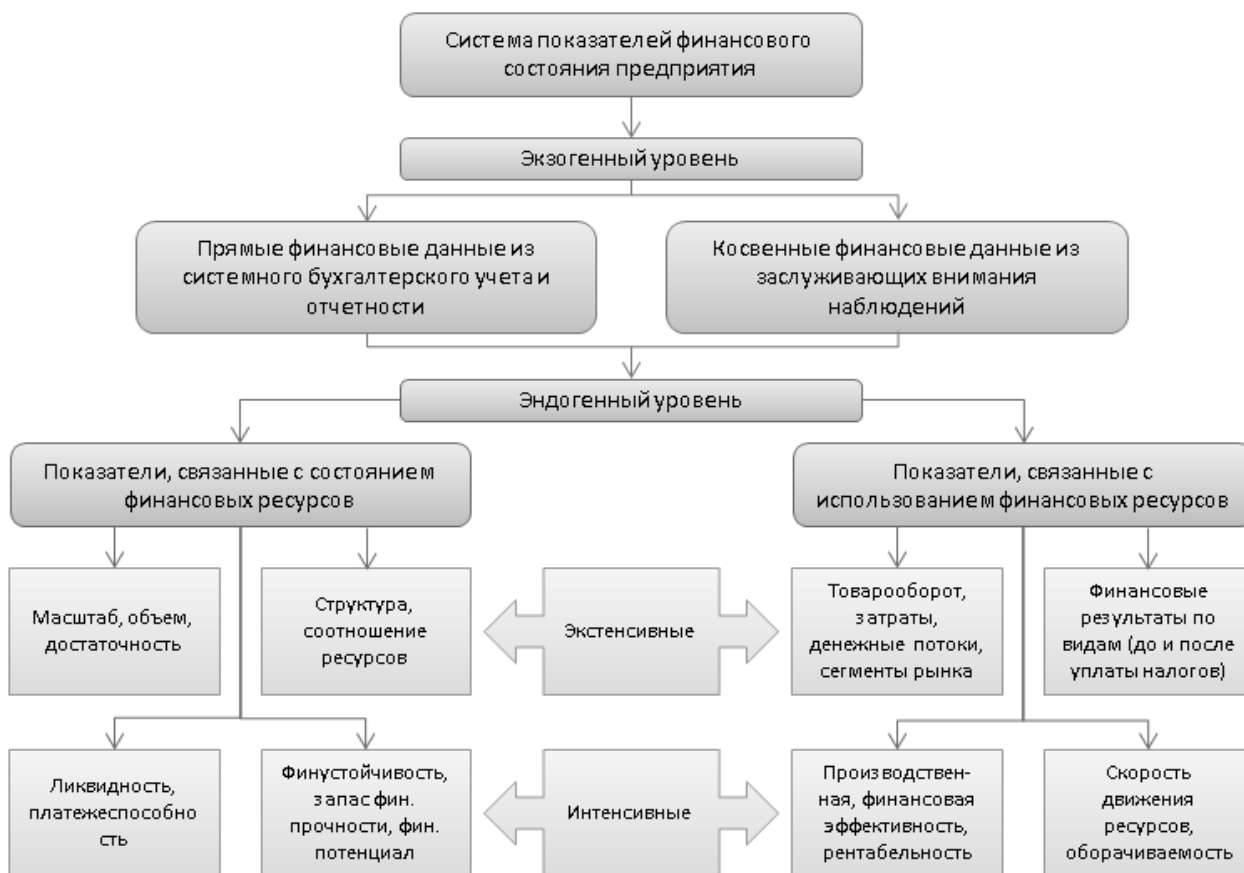 Система показателей финансового
состояния предприятия
Экзогенный уровень
Прямые финансовые данные из
системного бухгалтерского учета и
отчетности
Косвенные финансовые данные из
заслуживающих внимания
наблюдений
Эндогенный уровень
Показатели, связанные с состоянием
финансовых ресурсов
Показатели, связанные с
использованием финансовых ресурсов
Масштаб, объем,
достаточность
Структура,
соотношение
ресурсов
Экстенсивные
Товарооборот,
затраты,
денежные потоки,
сегменты рынка
Финансовые
результаты по
видам (до и после
уплаты налогов)
Ликвидность,
платежеспособно
сть
Финустойчивость,
запас фин.
прочности, фин.
потенциал
Интенсивные
Производствен-
ная, финансовая
эффективность,
рентабельность
Скорость
движения
ресурсов,
оборачиваемость